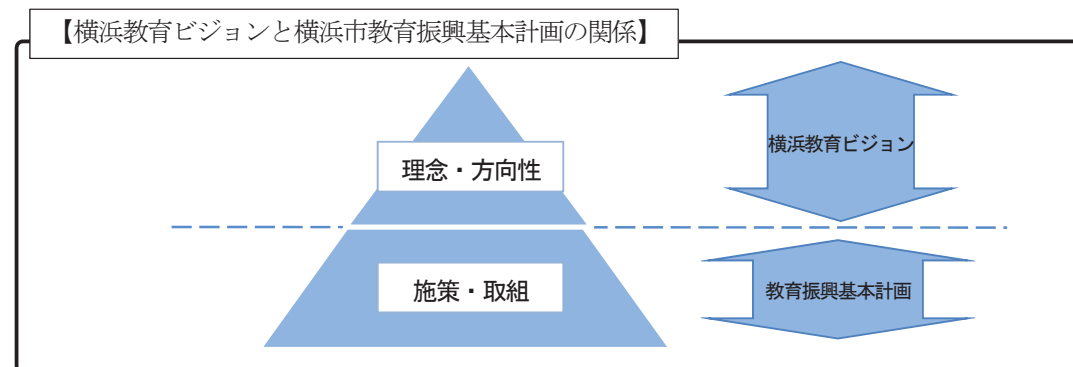 【横浜教育ビジョンと横浜市教育振興基本計画の関係】
横浜教育ビジョン
理念・方向性
施策・取組
教育振興基本計画